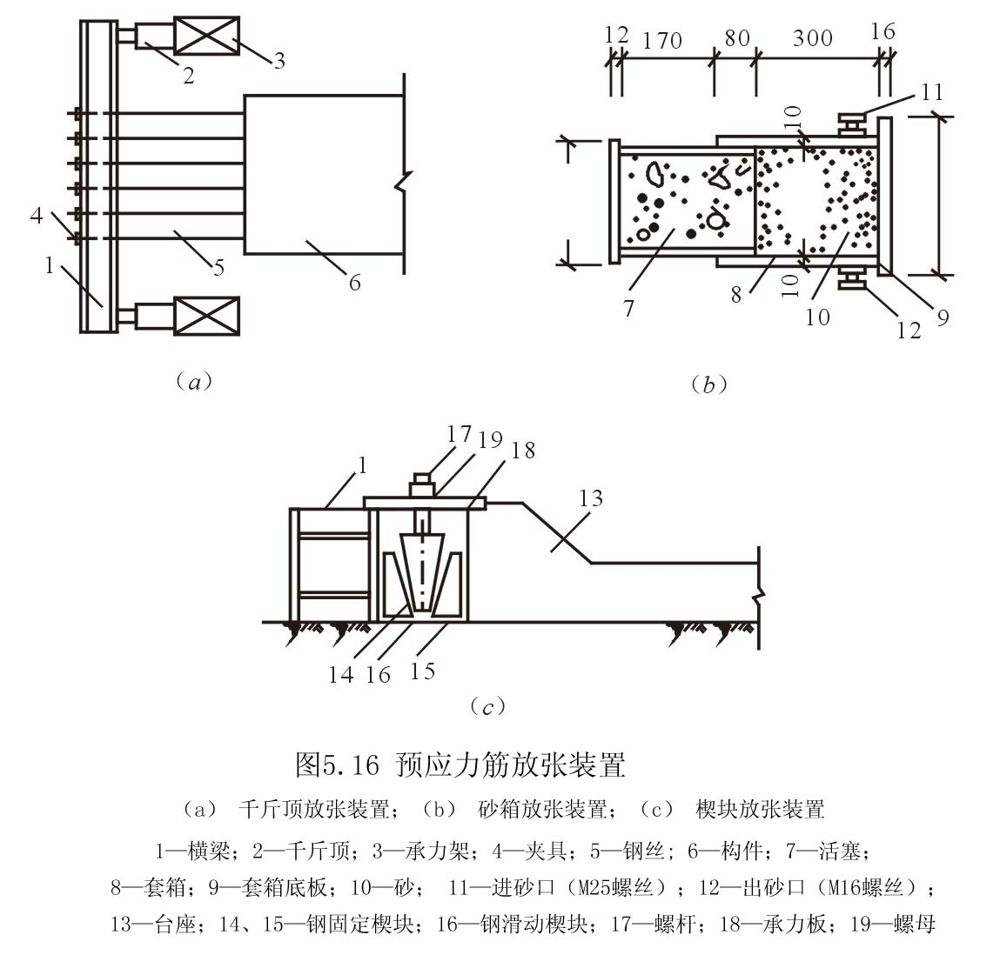 12 170 80 300 16
3
2
11
10
4
5
1
6
7
8
10
10
12
9
(a)
(b)
17
19
18
1
13
14 16 15
(c)
图5.16 预应力筋放张装置
(a) 千斤顶放张装置；(b) 砂箱放张装置；(c) 楔块放张装置
1—横梁；2—千斤顶；3—承力架；4—夹具；5—钢丝; 6—构件；7—活塞；
8—套箱；9—套箱底板；10—砂； 11—进砂口（M25螺丝）；12—出砂口（M16螺丝）；
13—台座；14、15—钢固定楔块；16—钢滑动楔块；17—螺杆；18—承力板；19—螺母